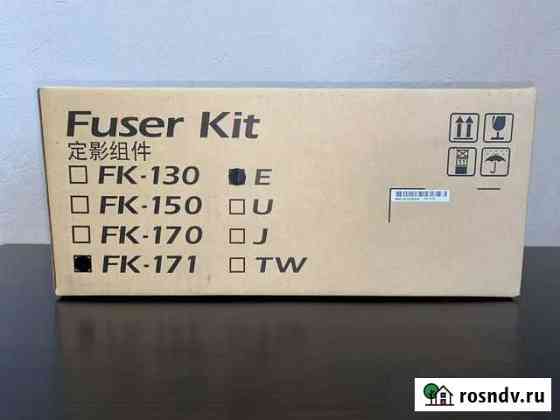 Fuser Kit
定影组件
FK-130 E
FK-150 U
FK-170 J
FK-171 TW
rosndv.ru